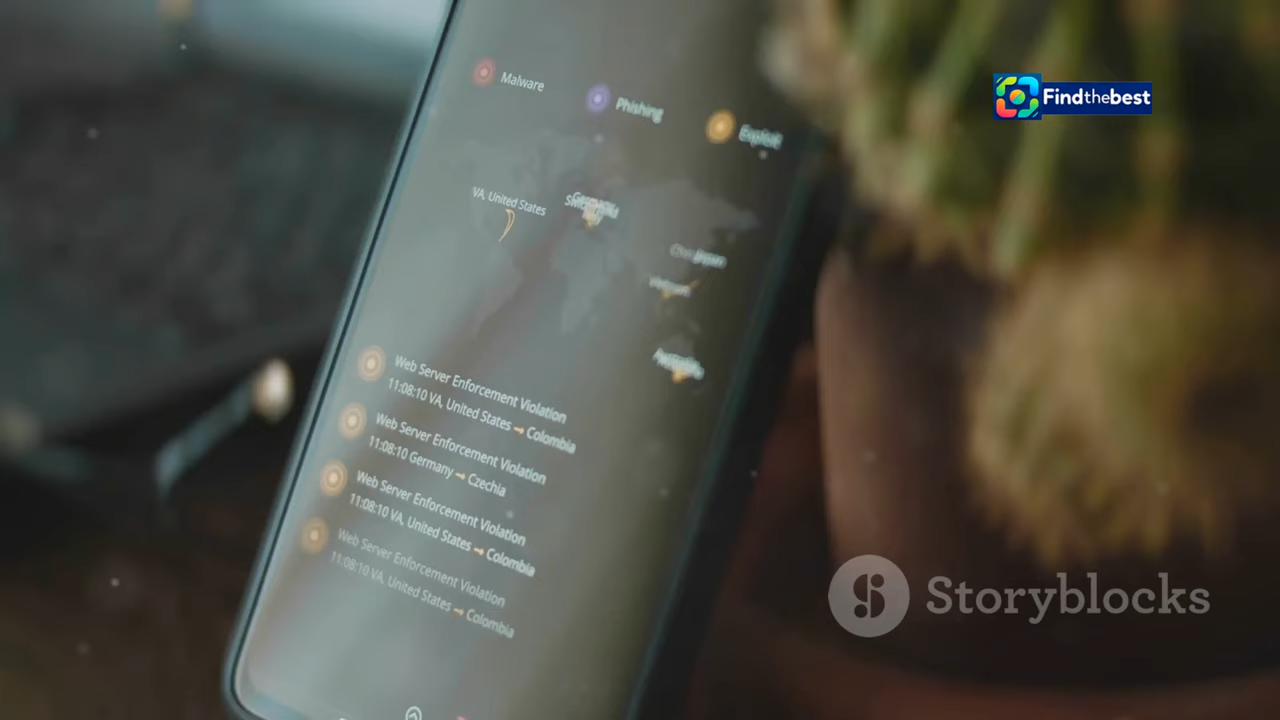 Malware
Phishing
Exploit
FindtheBest
VA, United States
Web Server Enforcement Violation
11:08:10 VA, United States → Colombia
Web Server Enforcement Violation
11:08:10 Germany → Czechia
Web Server Enforcement Violation
11:08:10 VA, United States → Colombia
Web Server Enforcement Violation
11:08:10 VA, United States → Colombia
Storyblocks